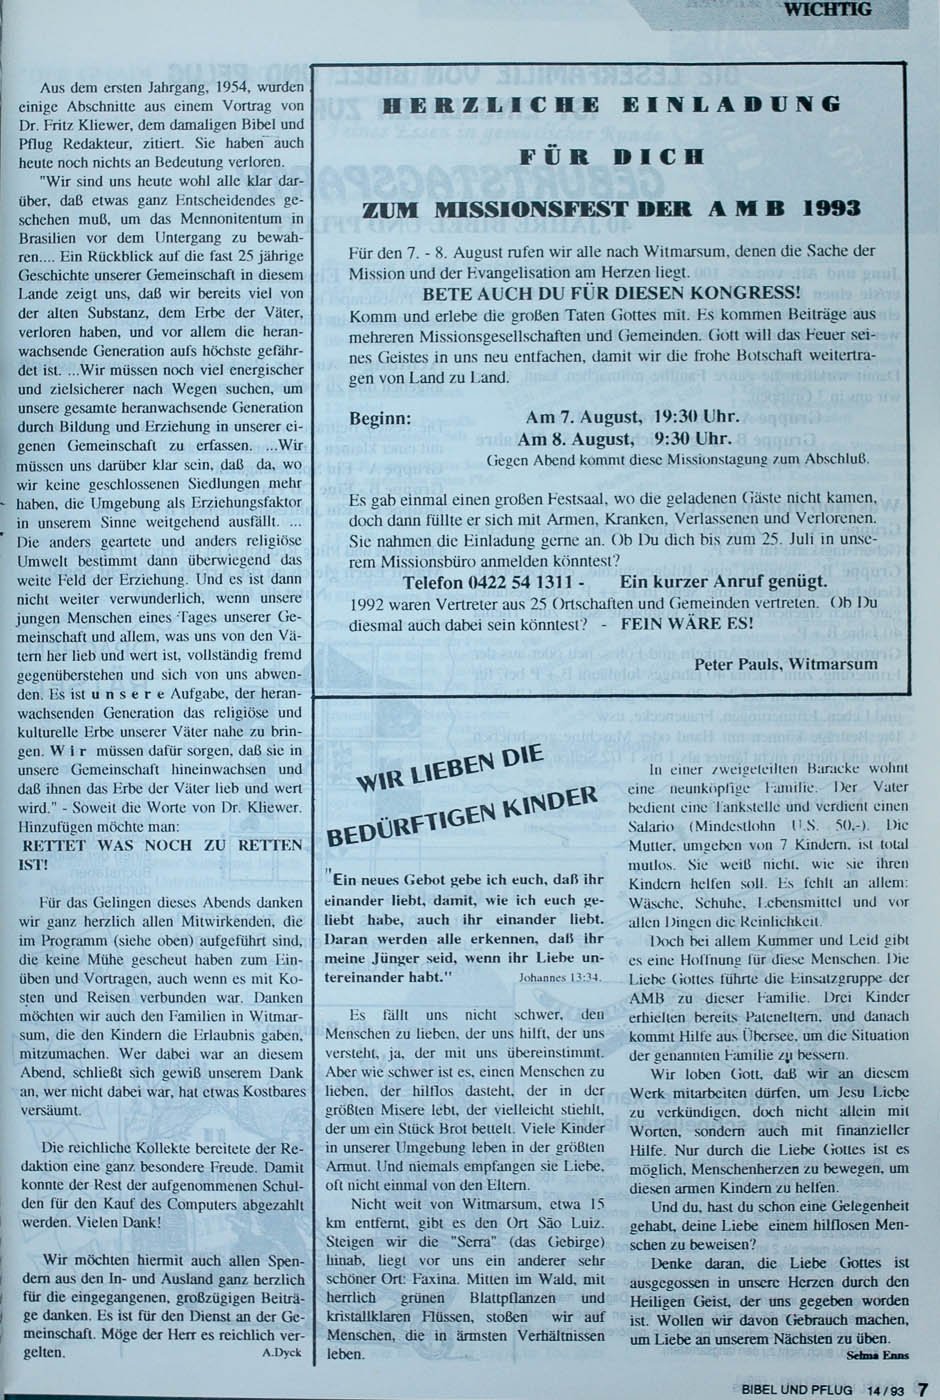 WICHTIG
Aus dem ersten Jahrgang, 1954, wurden
einige Abschnitte aus einem Vortrag von
Dr. Fritz Kliewer, dem damaligen Bibel und
Pflug Redakteur, zitiert. Sie haben auch
heute noch nichts an Bedeutung verloren.
"Wir sind uns heute wohl alle klar dar-
über, daß etwas ganz Entscheidendes ge-
schehen muß, um das Mennonitentum in
Brasilien vor dem Untergang zu bewah-
ren.... Ein Rückblick auf die fast 25 jährige
Geschichte unserer Gemeinschaft in diesem
Lande zeigt uns, daß wir bereits viel von
der alten Substanz, dem Erbe der Väter,
verloren haben, und vor allem die heran-
wachsende Generation aufs höchste gefähr-
det ist. ...Wir müssen noch viel energischer
und zielsicherer nach Wegen suchen, um
unsere gesamte heranwachsende Generation
durch Bildung und Erziehung in unserer ei-
genen Gemeinschaft zu erfassen. ...Wir
müssen uns darüber klar sein, daß da, wo
wir keine geschlossenen Siedlungen mehr
haben, die Umgebung als Erziehungsfaktor
in unserem Sinne weitgehend ausfällt. ...
Die anders geartete und anders religiöse
Umwelt bestimmt dann überwiegend das
weite Feld der Erziehung. Und es ist dann
nicht weiter verwunderlich, wenn unsere
jungen Menschen eines Tages unserer Ge-
meinschaft und allem, was uns von den Vä-
tern her lieb und wert ist, vollständig fremd
gegenüberstehen und sich von uns abwen-
den. Es ist u n s e r e Aufgabe, der heran-
wachsenden Generation das religiöse und
kulturelle Erbe unserer Väter nahe zu brin-
gen. W i r müssen dafür sorgen, daß sie in
unsere Gemeinschaft hineinwachsen und
daß ihnen das Erbe der Väter lieb und wert
wird." - Soweit die Worte von Dr. Kliewer.
Hinzufügen möchte man:
RETTET WAS NOCH ZU RETTEN
IST!
Für das Gelingen dieses Abends danken
wir ganz herzlich allen Mitwirkenden, die
im Programm (siehe oben) aufgeführt sind,
die keine Mühe gescheut haben zum Ein-
üben und Vortragen, auch wenn es mit Ko-
sten und Reisen verbunden war. Danken
möchten wir auch den Familien in Witmar-
sum, die den Kindern die Erlaubnis gaben,
mitzumachen. Wer dabei war an diesem
Abend, schließt sich gewiß unserem Dank
an, wer nicht dabei war, hat etwas Kostbares
versäumt.
Die reichliche Kollekte bereitete der Re-
daktion eine ganz besondere Freude. Damit
konnte der Rest der aufgenommenen Schul-
den für den Kauf des Computers abgezahlt
werden. Vielen Dank!
Wir möchten hiermit auch allen Spen-
dern aus den In- und Ausland ganz herzlich
für die eingegangenen, großzügigen Beiträ-
ge danken. Es ist für den Dienst an der Ge-
meinschaft. Möge der Herr es reichlich ver-
gelten. A.Dyck
HERZLICHE EINLADUNG
FÜR DICH
ZUM MISSIONSFEST DER A M B 1993
Für den 7. - 8. August rufen wir alle nach Witmarsum, denen die Sache der
Mission und der Evangelisation am Herzen liegt.
BETE AUCH DU FÜR DIESEN KONGRESS!
Komm und erlebe die großen Taten Gottes mit. Es kommen Beiträge aus
mehreren Missionsgesellschaften und Gemeinden. Gott will das Feuer sei-
nes Geistes in uns neu entfachen, damit wir die frohe Botschaft weitertra-
gen von Land zu Land.
Beginn: Am 7. August, 19:30 Uhr.
Am 8. August, 9:30 Uhr.
Gegen Abend kommt diese Missionstagung zum Abschluß.
Es gab einmal einen großen Festsaal, wo die geladenen Gäste nicht kamen,
doch dann füllte er sich mit Armen, Kranken, Verlassenen und Verlorenen.
Sie nahmen die Einladung gerne an. Ob Du dich bis zum 25. Juli in unse-
rem Missionsbüro anmelden könntest?
Telefon 0422 54 1311 - Ein kurzer Anruf genügt.
1992 waren Vertreter aus 25 Ortschaften und Gemeinden vertreten. Ob Du
diesmal auch dabei sein könntest? - FEIN WÄRE ES!
Peter Pauls, Witmarsum
WIR LIEBEN DIE
BEDÜRFTIGEN KINDER
"Ein neues Gebot gebe ich euch, daß ihr
einander liebt, damit, wie ich euch ge-
liebt habe, auch ihr einander liebt.
Daran werden alle erkennen, daß ihr
meine Jünger seid, wenn ihr Liebe un-
tereinander habt." Johannes 13:34.
Es fällt uns nicht schwer, den
Menschen zu lieben, der uns hilft, der uns
versteht, ja, der mit uns übereinstimmt.
Aber wie schwer ist es, einen Menschen zu
lieben, der hilflos dasteht, der in der
größten Misere lebt, der vielleicht stiehlt,
der um ein Stück Brot bettelt. Viele Kinder
in unserer Umgebung leben in der größten
Armut. Und niemals empfangen sie Liebe,
oft nicht einmal von den Eltern.
Nicht weit von Witmarsum, etwa 15
km entfernt, gibt es den Ort São Luiz.
Steigen wir die "Serra" (das Gebirge)
hinab, liegt vor uns ein anderer sehr
schöner Ort: Faxina. Mitten im Wald, mit
herrlich grünen Blattpflanzen und
kristallklaren Flüssen, stoßen wir auf
Menschen, die in ärmsten Verhältnissen
leben.
In einer zweigeteilten Baracke wohnt
eine neunköpfige Familie. Der Vater
bedient eine Tankstelle und verdient einen
Salario (Mindestlohn U.S. 50,-). Die
Mutter, umgeben von 7 Kindern, ist total
mutlos. Sie weiß nicht, wie sie ihren
Kindern helfen soll. Es fehlt an allem:
Wäsche, Schuhe, Lebensmittel und vor
allen Dingen die Reinlichkeit.
Doch bei allem Kummer und Leid gibt
es eine Hoffnung für diese Menschen. Die
Liebe Gottes führte die Einsatzgruppe der
AMB zu dieser Familie. Drei Kinder
erhielten bereits Pateneltern, und danach
kommt Hilfe aus Übersee, um die Situation
der genannten Familie zu bessern.
Wir loben Gott, daß wir an diesem
Werk mitarbeiten dürfen, um Jesu Liebe
zu verkündigen, doch nicht allein mit
Worten, sondern auch mit finanzieller
Hilfe. Nur durch die Liebe Gottes ist es
möglich, Menschenherzen zu bewegen, um
diesen armen Kindern zu helfen.
Und du, hast du schon eine Gelegenheit
gehabt, deine Liebe einem hilflosen Men-
schen zu beweisen?
Denke daran, die Liebe Gottes ist
ausgegossen in unsere Herzen durch den
Heiligen Geist, der uns gegeben worden
ist. Wollen wir davon Gebrauch machen,
um Liebe an unserem Nächsten zu üben.
Selma Enns
BIBEL UND PFLUG 14/93 7